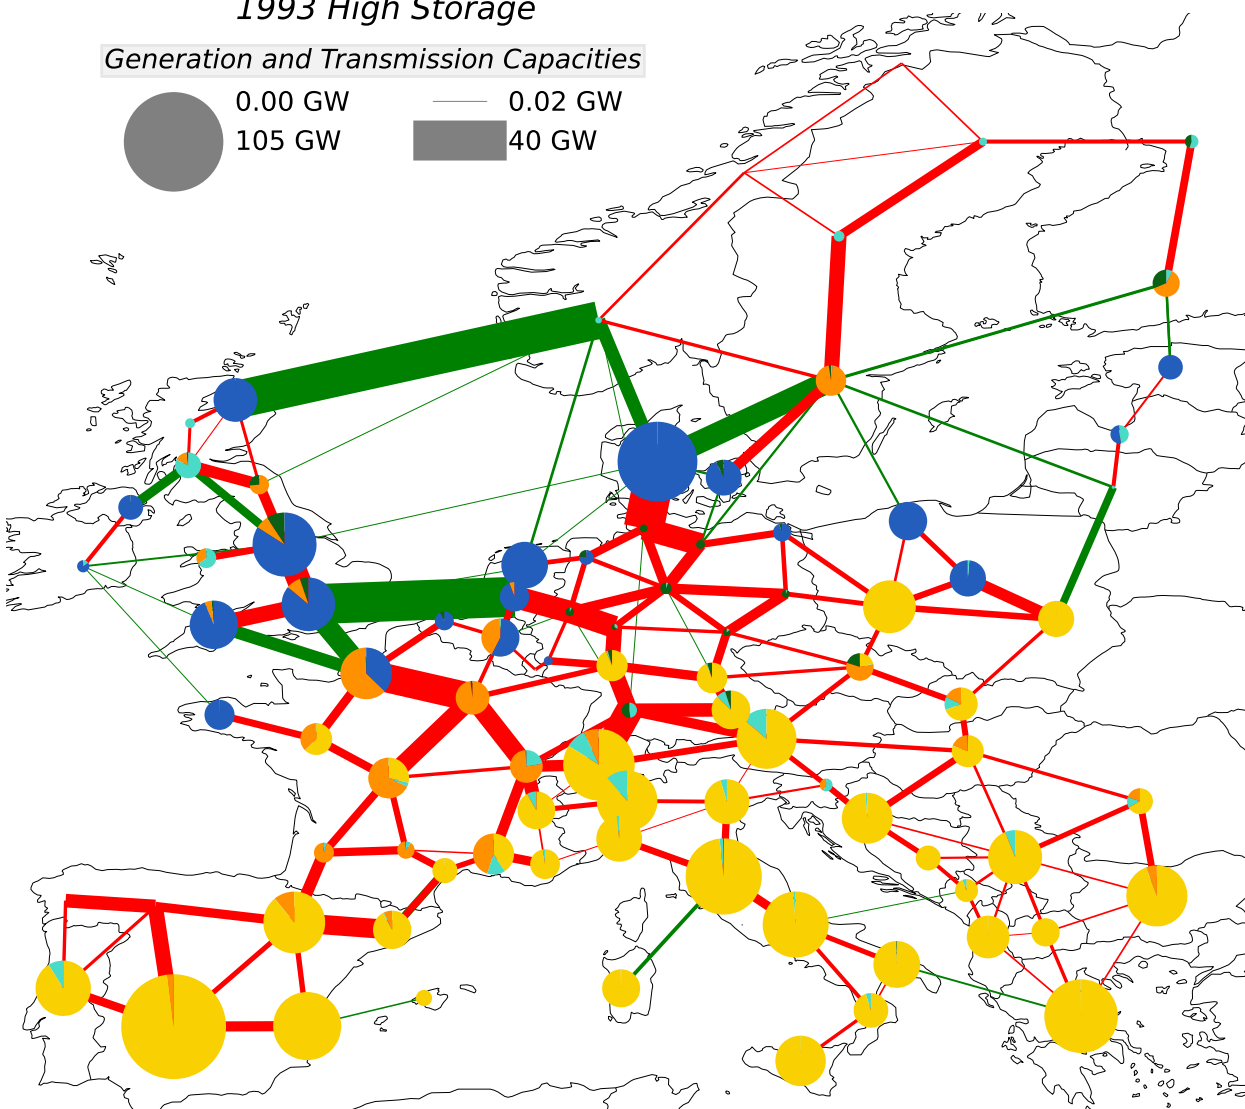 1993 High Storage
Generation and Transmission Capacities
0.00 GW 0.02 GW
105 GW 40 GW